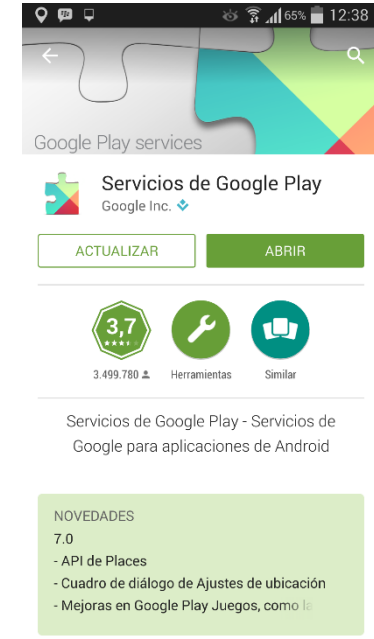 65% 12:38
Google Play services
Servicios de Google Play
Google Inc.
ACTUALIZAR ABRIR
3,7
3.499.780 Herramientas Similar
Servicios de Google Play - Servicios de
Google para aplicaciones de Android
NOVEDADES
7.0
- API de Places
- Cuadro de diálogo de Ajustes de ubicación
- Mejoras en Google Play Juegos, como la